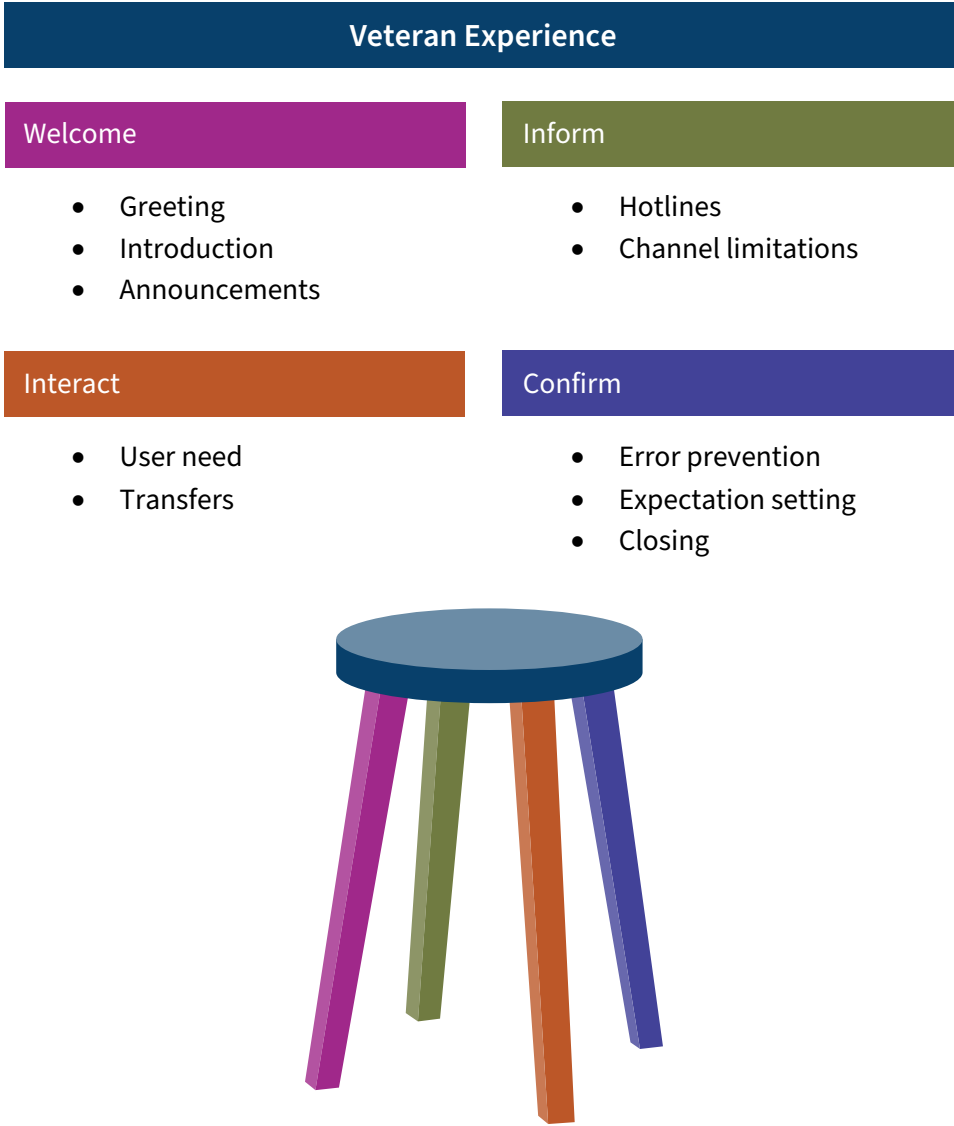 Veteran Experience
Welcome
• Greeting
• Introduction
• Announcements
Inform
• Hotlines
• Channel limitations
Interact
• User need
• Transfers
Confirm
• Error prevention
• Expectation setting
• Closing